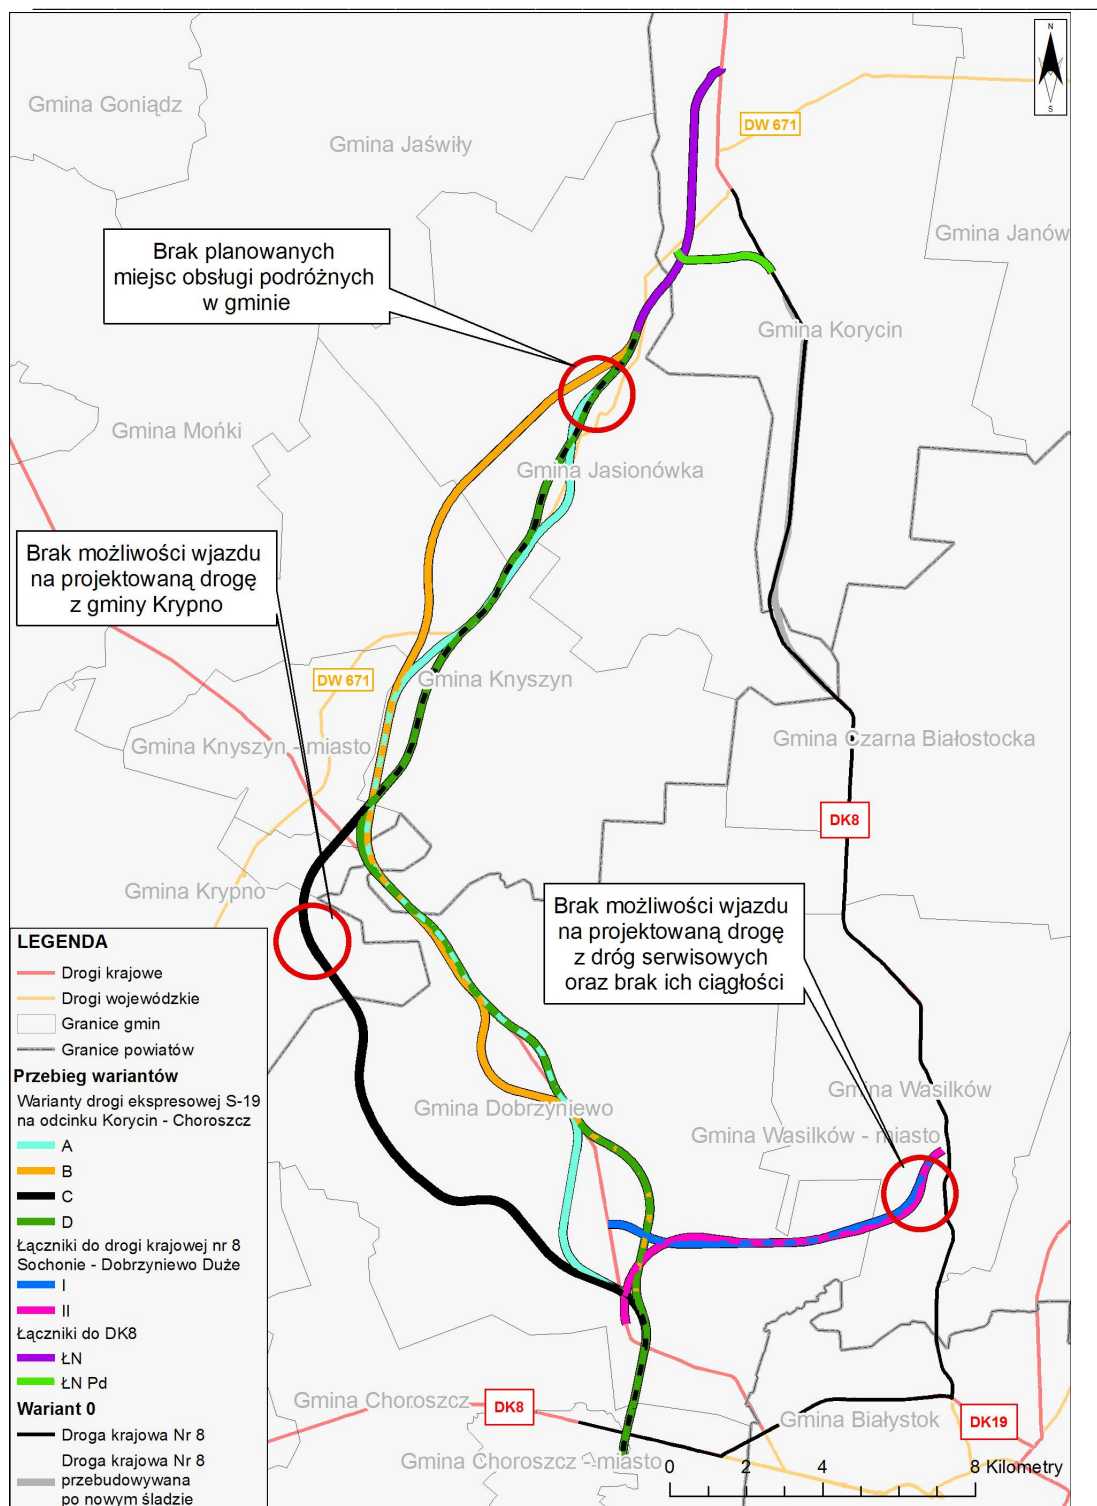 N
S
Gmina Goniądz
DW 671
Gmina Jaświły
Gmina Janów
Brak planowanych
miejsc obsługi podróżnych
w gminie
Gmina Korycin
Gmina Mońki
Gmina Jasionówka
Brak możliwości wjazdu
na projektowaną drogę
z gminy Krypno
DW 671
Gmina Knyszyn
Gmina Knyszyn - miasto
Gmina Czarna Białostocka
DK8
Gmina Krypno
Brak możliwości wjazdu
na projektowaną drogę
z dróg serwisowych
oraz brak ich ciągłości
Gmina Wasilków
Gmina Dobrzyniewo
Gmina Wasilków - miasto
LEGENDA
Drogi krajowe
Drogi wojewódzkie
Granice gmin
Granice powiatów
Przebieg wariantów
Warianty drogi ekspresowej S-19
na odcinku Korycin - Choroszcz
A
B
C
D
Łączniki do drogi krajowej nr 8
Sochonie - Dobrzyniewo Duże
I
II
Łączniki do DK8
ŁN
ŁN Pd
Wariant 0
Droga krajowa Nr 8
Droga krajowa Nr 8
przebudowywana
po nowym śladzie
Gmina Choroszcz
DK8
Gmina Białystok
DK19
Gmina Choroszcz - miasto
0 2 4 8 Kilometry